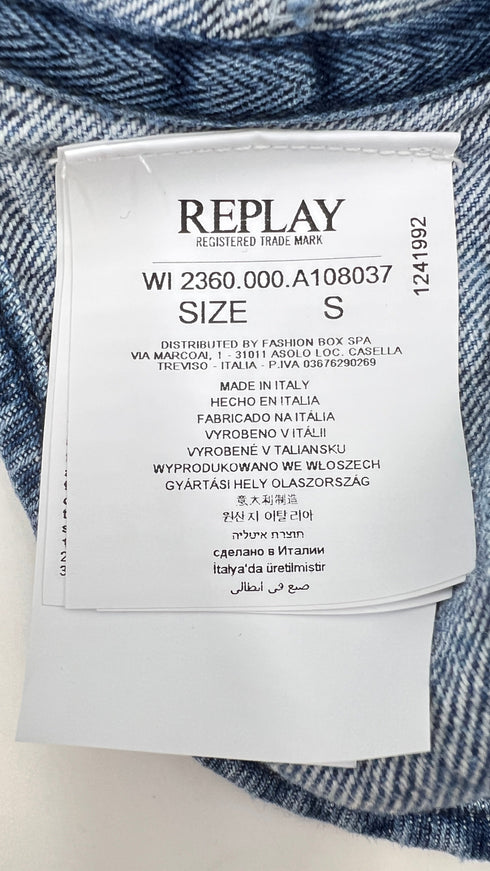 REPLAY
REGISTERED TRADE MARK
1241992
WI 2360.000.A108037
SIZE S
DISTRIBUTED BY FASHION BOX SPA
VIA MARCOAI, 1 - 31011 ASOLO LOC. CASELLA
TREVISO - ITALIA - P.IVA 03676290269
MADE IN ITALY
HECHO EN ITALIA
FABRICADO NA ITÁLIA
VYROBENO V ITÁLII
VYROBENÉ V TALIANSKU
WYPRODUKOWANO WE WŁOSZECH
GYÁRTÁSI HELY OLASZORSZÁG
意大利制造
원산지 이탈리아
תוצרת איטליה
сделано в Италии
İtalya'da üretilmistir
صنع في ايطالي